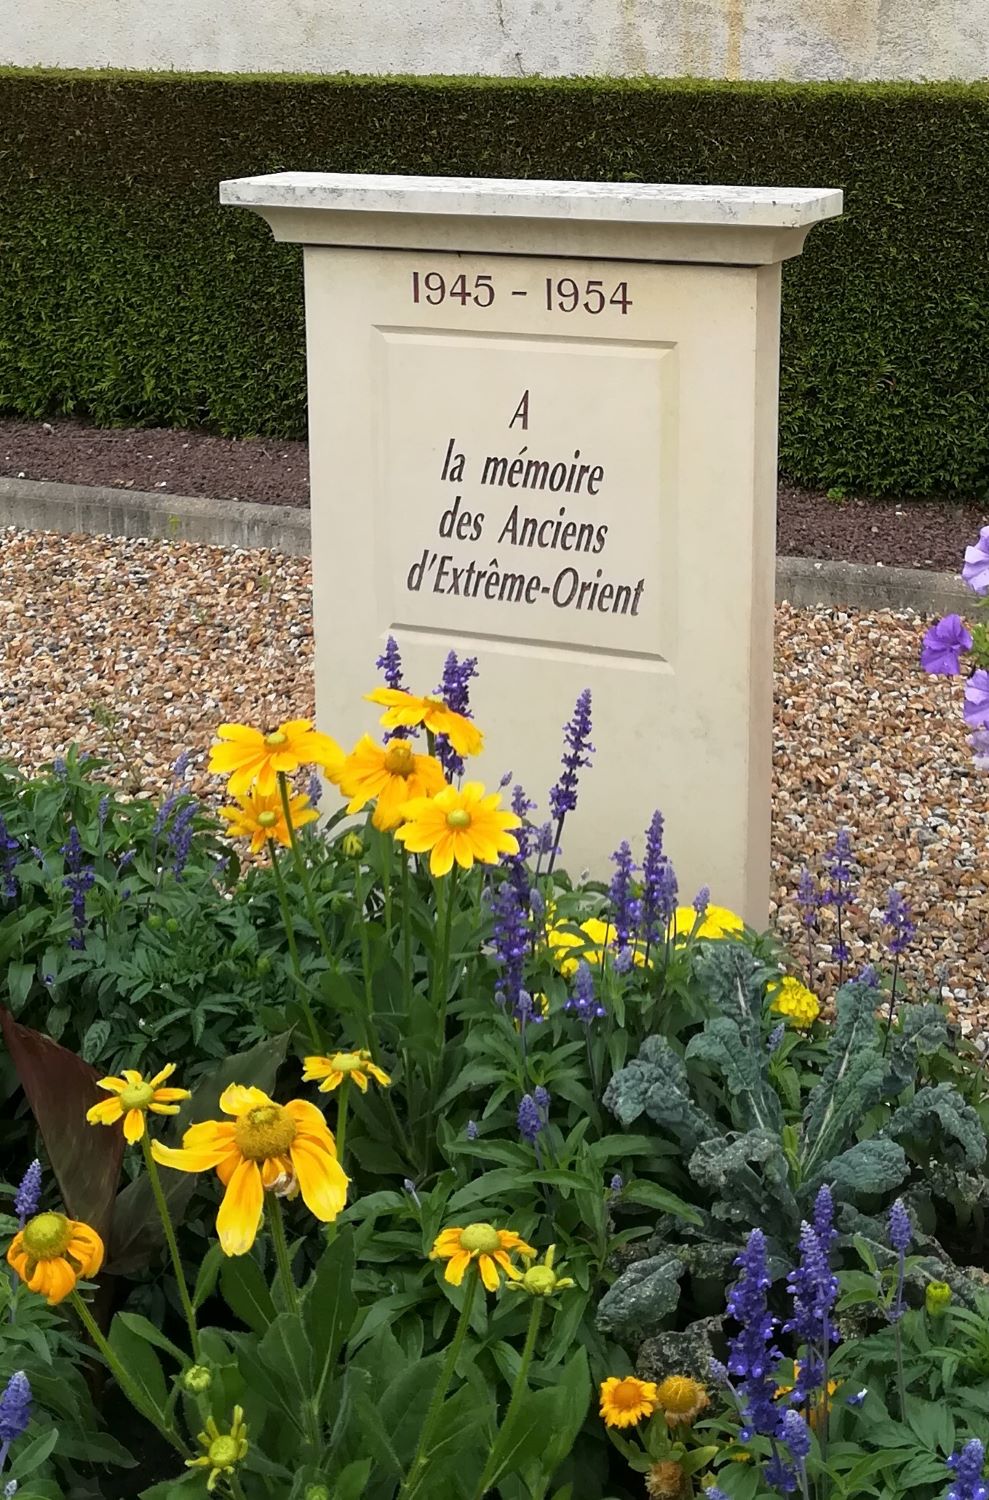 1945 - 1954
A
la mémoire
des Anciens
d'Extrême-Orient